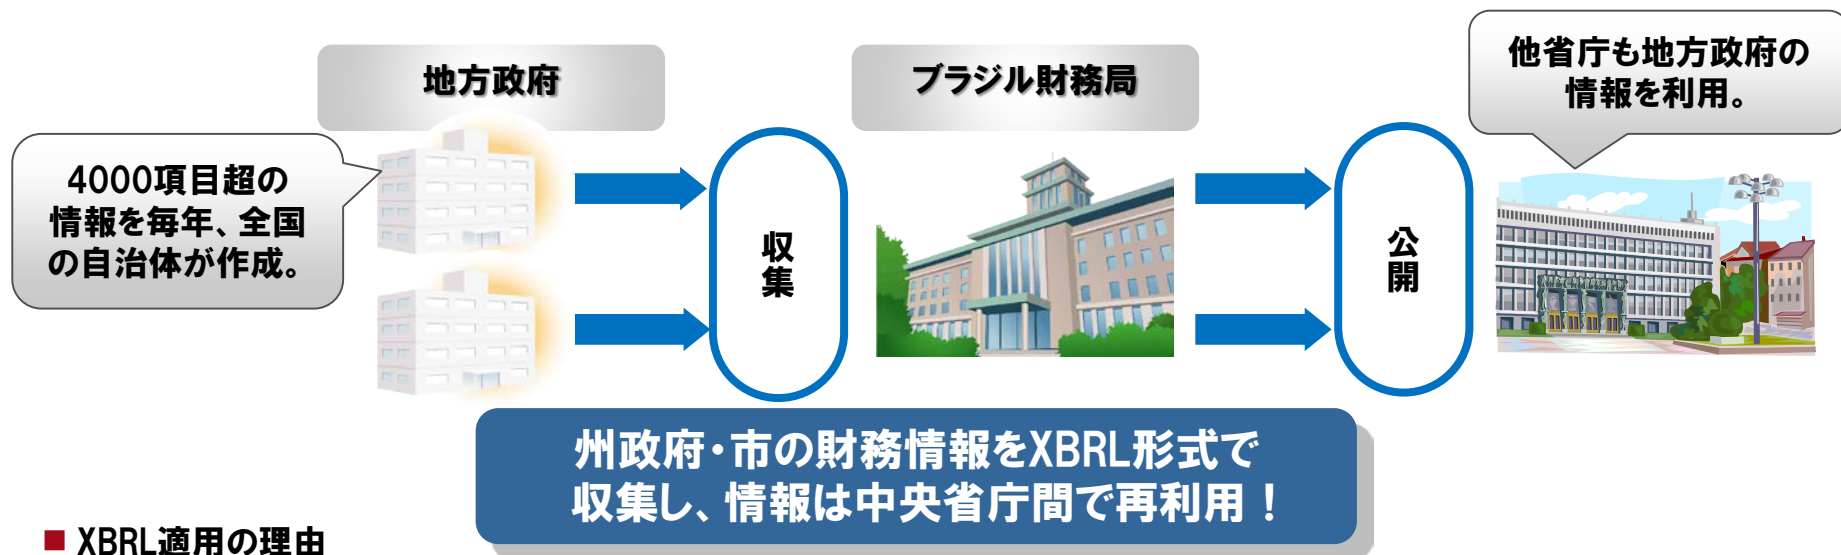 地方政府
ブラジル財務局
他省庁も地方政府の
情報を利用。
4000項目超の
情報を毎年、全国
の自治体が作成。
収集
公開
州政府・市の財務情報をXBRL形式で
収集し、情報は中央省庁間で再利用！
■ XBRL適用の理由